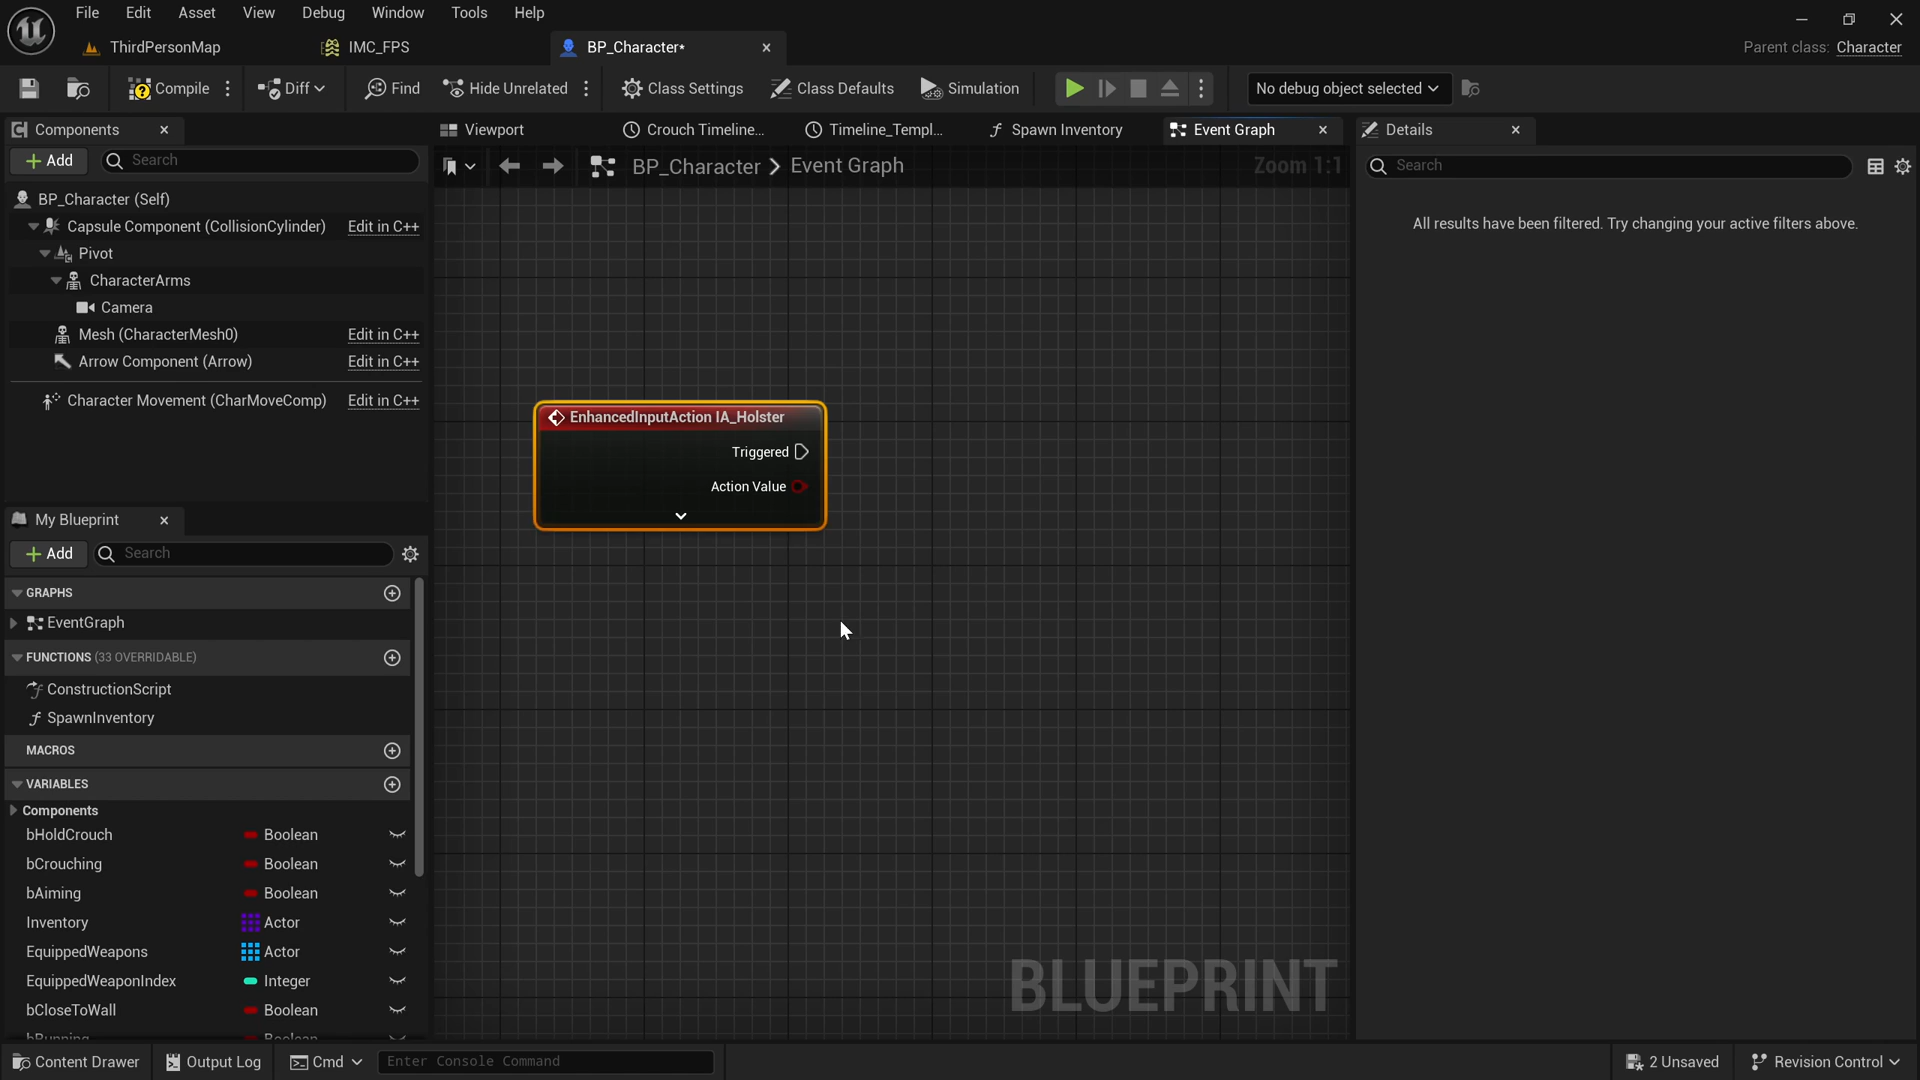 File Edit Asset View Debug Window Tools Help
ThirdPersonMap IMC_FPS BP_Character* Parent class: Character
Compile Diff Find Hide Unrelated Class Settings Class Defaults Simulation No debug object selected
Components Viewport Crouch Timeline... Timeline_Templ... Spawn Inventory Event Graph Details
Add Search BP_Character Event Graph Zoom 1:1 Search
BP_Character (Self)
Capsule Component (CollisionCylinder) Edit in C++
All results have been filtered. Try changing your active filters above.
Pivot
CharacterArms
Camera
Mesh (CharacterMesh0) Edit in C++
Arrow Component (Arrow) Edit in C++
Character Movement (CharMoveComp) Edit in C++
EnhancedInputAction IA_Holster
Triggered
Action Value
My Blueprint
Add Search
GRAPHS
EventGraph
FUNCTIONS (33 OVERRIDABLE)
ConstructionScript
SpawnInventory
MACROS
VARIABLES
Components
bHoldCrouch Boolean
bCrouching Boolean
bAiming Boolean
Inventory Actor
EquippedWeapons Actor
EquippedWeaponIndex Integer
bCloseToWall Boolean
bRunning Boolean
BLUEPRINT
Content Drawer Output Log Cmd Enter Console Command 2 Unsaved Revision Control